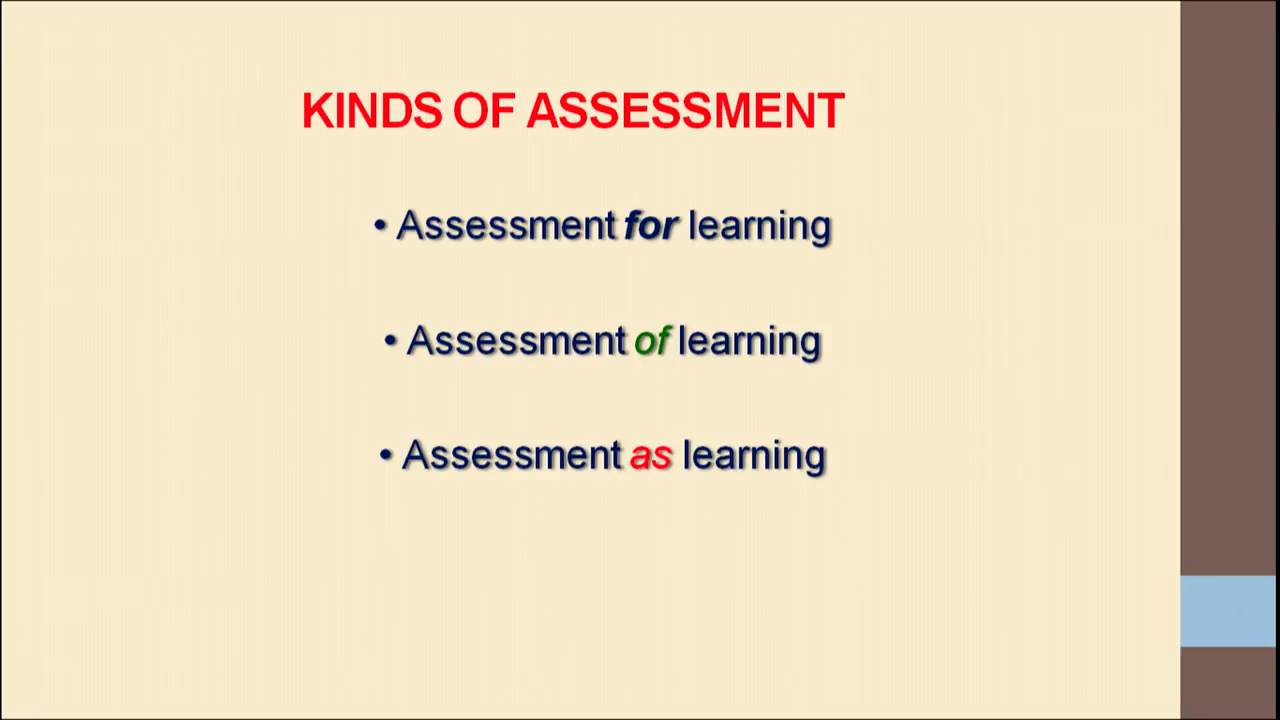 KINDS OF ASSESSMENT
• Assessment for learning
• Assessment of learning
• Assessment as learning